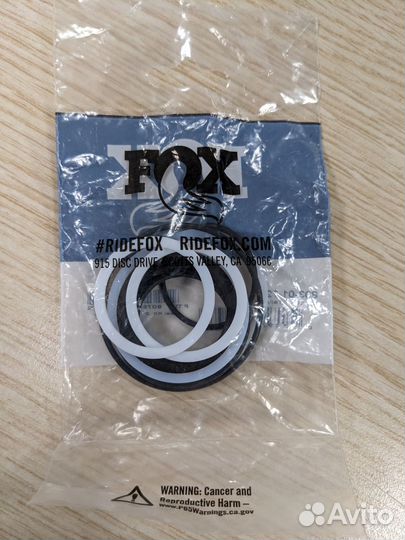 FOX
#RIDEFOX RIDEFOX.COM
915 DISC DRIVE, SCOTTS VALLEY, CA 95066
WARNING: Cancer and
Reproductive Harm –
www.P65Warnings.ca.gov
Avito